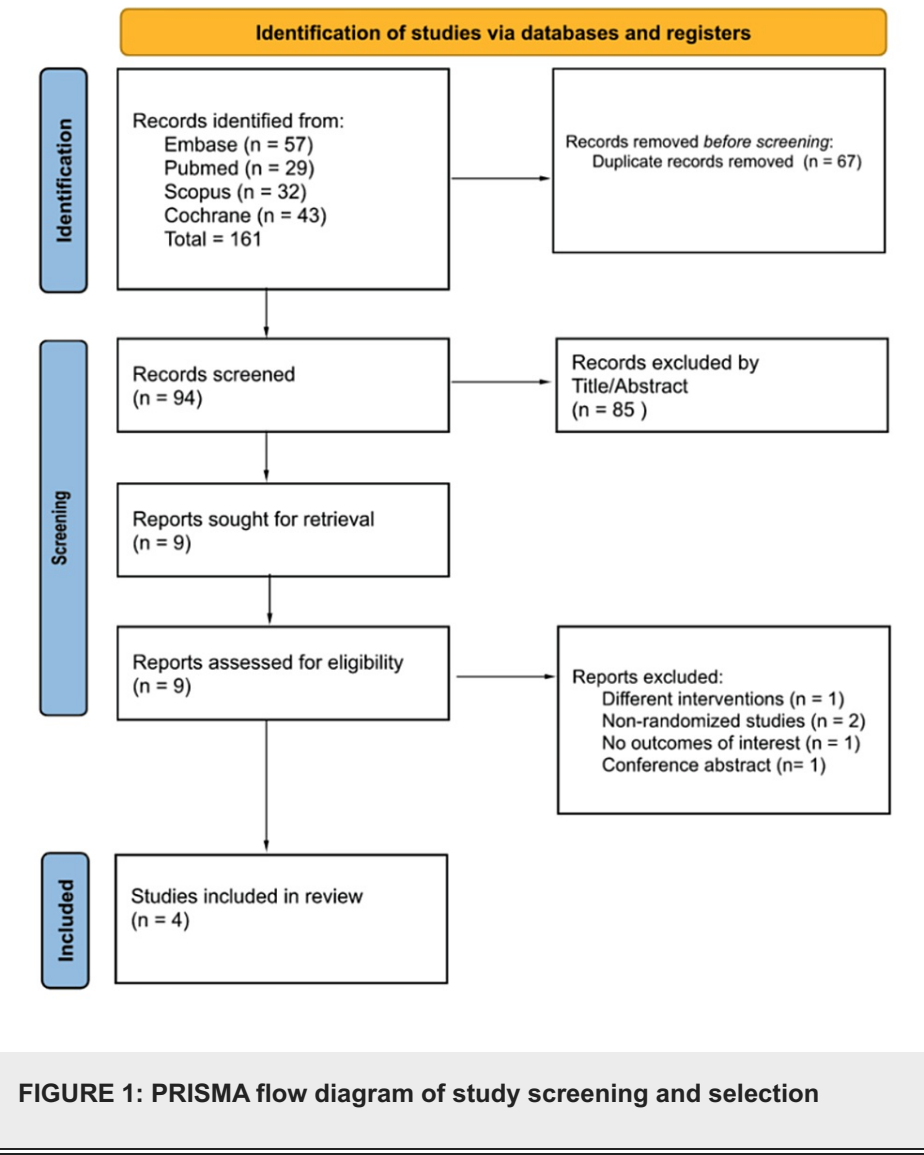 Identification of studies via databases and registers
Identification
Records identified from:
Embase (n = 57)
Pubmed (n = 29)
Scopus (n = 32)
Cochrane (n = 43)
Total = 161
Records removed before screening:
Duplicate records removed (n = 67)
Screening
Records screened
(n = 94)
Records excluded by
Title/Abstract
(n = 85 )
Reports sought for retrieval
(n = 9)
Reports assessed for eligibility
(n = 9)
Reports excluded:
Different interventions (n = 1)
Non-randomized studies (n = 2)
No outcomes of interest (n = 1)
Conference abstract (n= 1)
Included
Studies included in review
(n = 4)
FIGURE 1: PRISMA flow diagram of study screening and selection